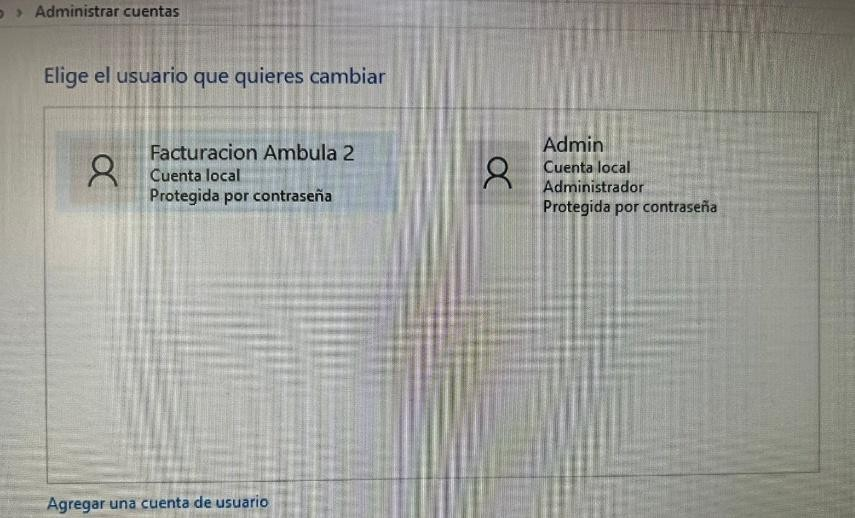 › Administrar cuentas
Elige el usuario que quieres cambiar
Facturacion Ambula 2
Cuenta local
Protegida por contraseña
Admin
Cuenta local
Administrador
Protegida por contraseña
Agregar una cuenta de usuario